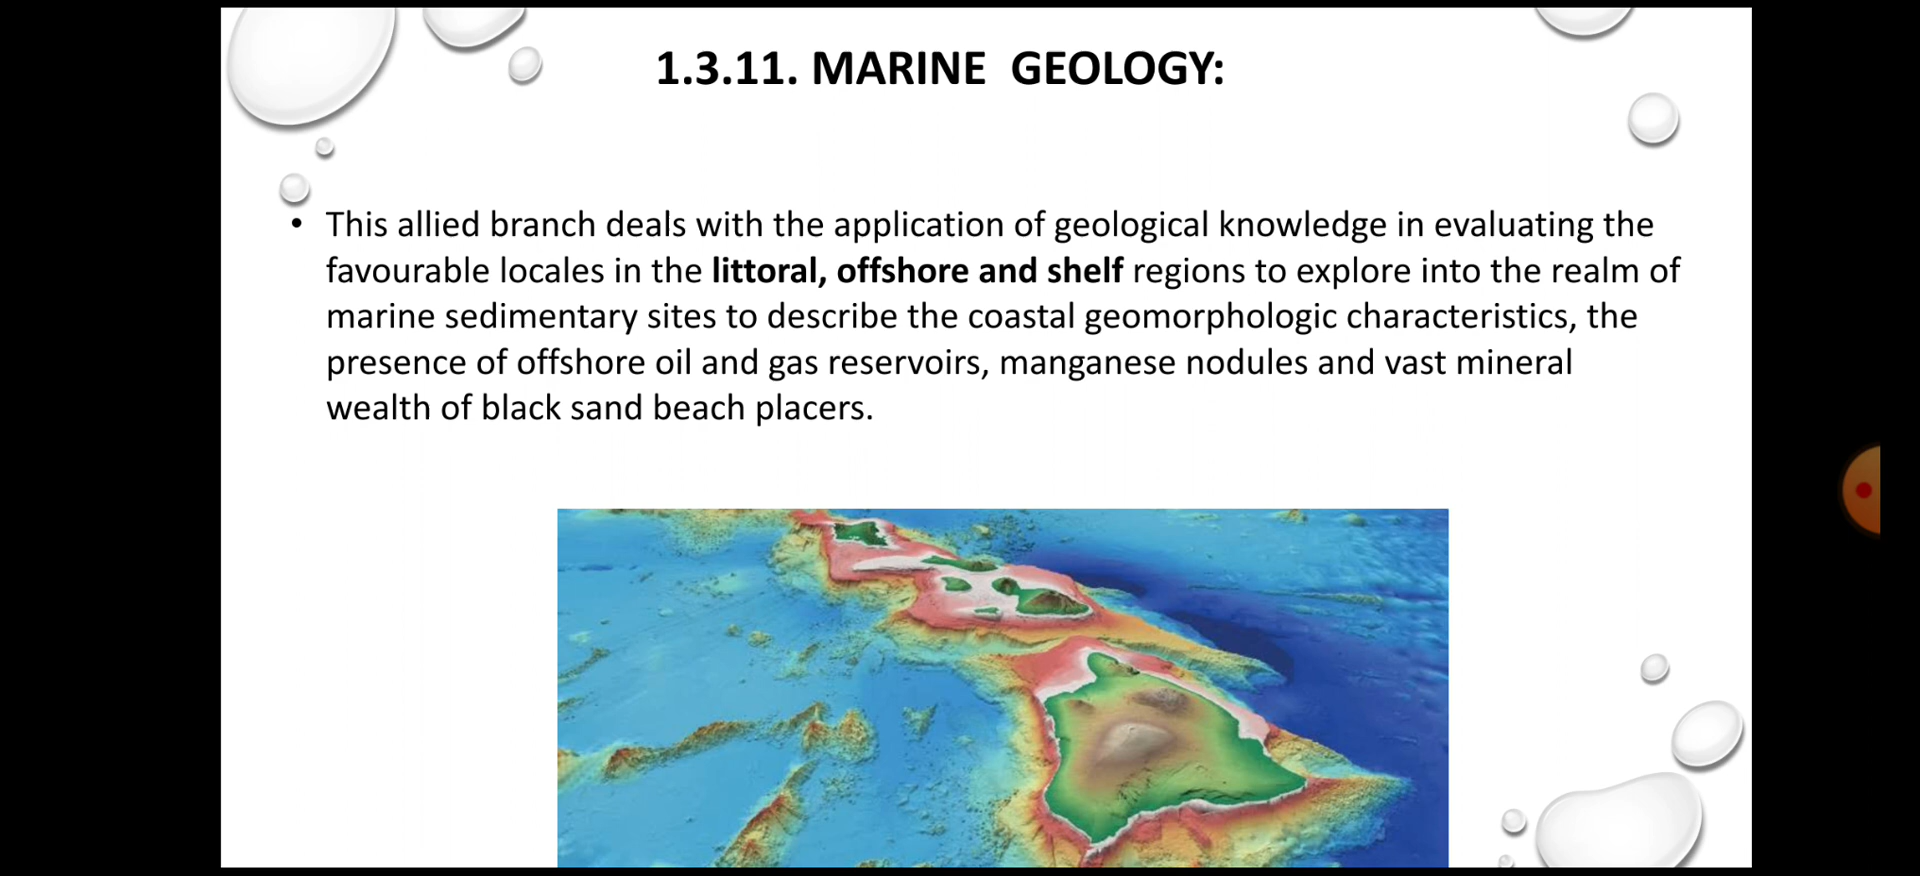 1.3.11. MARINE GEOLOGY:
• This allied branch deals with the application of geological knowledge in evaluating the
favourable locales in the littoral, offshore and shelf regions to explore into the realm of
marine sedimentary sites to describe the coastal geomorphologic characteristics, the
presence of offshore oil and gas reservoirs, manganese nodules and vast mineral
wealth of black sand beach placers.